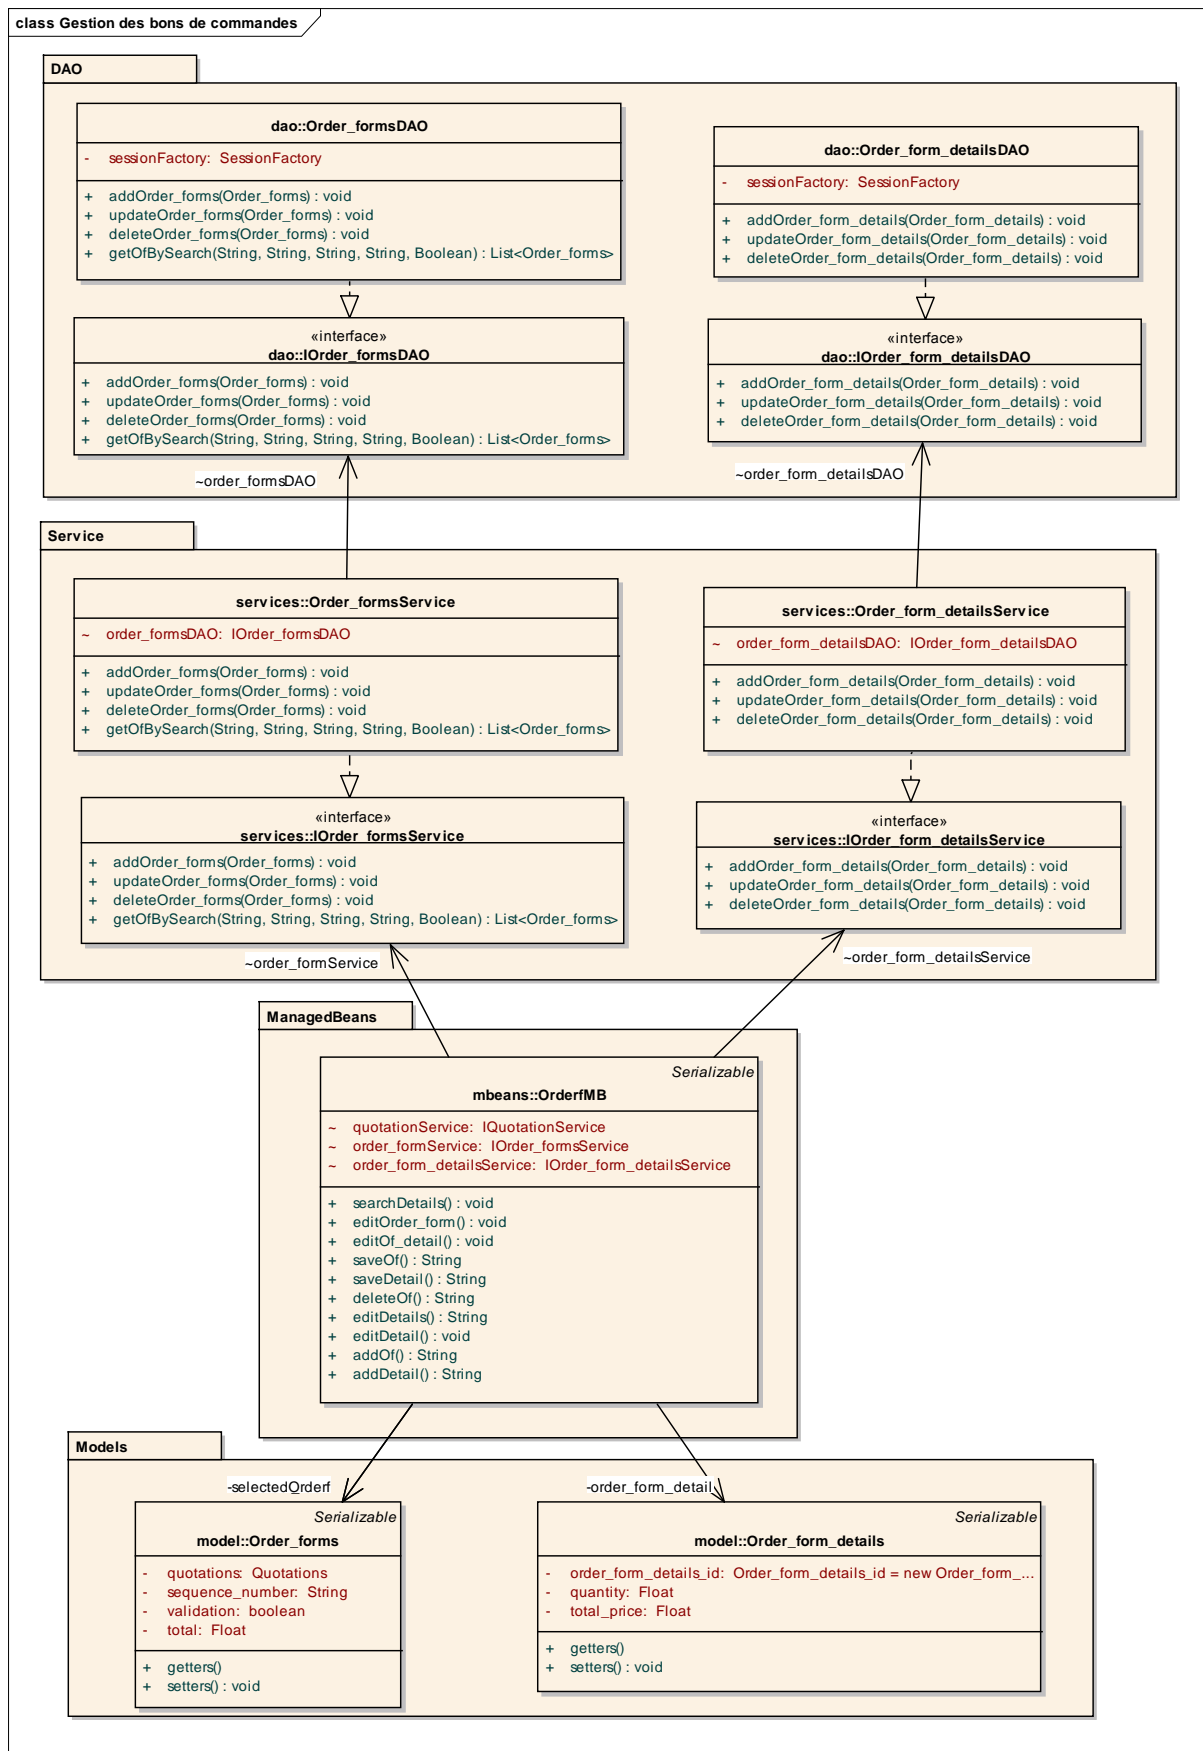 class Gestion des bons de commandes
DAO
dao::Order_formsDAO
- sessionFactory: SessionFactory
+ addOrder_forms(Order_forms) : void
+ updateOrder_forms(Order_forms) : void
+ deleteOrder_forms(Order_forms) : void
+ getOfBySearch(String, String, String, String, Boolean) : List<Order_forms>
dao::Order_form_detailsDAO
- sessionFactory: SessionFactory
+ addOrder_form_details(Order_form_details) : void
+ updateOrder_form_details(Order_form_details) : void
+ deleteOrder_form_details(Order_form_details) : void
«interface»
dao::IOrder_formsDAO
+ addOrder_forms(Order_forms) : void
+ updateOrder_forms(Order_forms) : void
+ deleteOrder_forms(Order_forms) : void
+ getOfBySearch(String, String, String, String, Boolean) : List<Order_forms>
«interface»
dao::IOrder_form_detailsDAO
+ addOrder_form_details(Order_form_details) : void
+ updateOrder_form_details(Order_form_details) : void
+ deleteOrder_form_details(Order_form_details) : void
~order_formsDAO
~order_form_detailsDAO
Service
services::Order_formsService
~ order_formsDAO: IOrder_formsDAO
+ addOrder_forms(Order_forms) : void
+ updateOrder_forms(Order_forms) : void
+ deleteOrder_forms(Order_forms) : void
+ getOfBySearch(String, String, String, String, Boolean) : List<Order_forms>
services::Order_form_detailsService
~ order_form_detailsDAO: IOrder_form_detailsDAO
+ addOrder_form_details(Order_form_details) : void
+ updateOrder_form_details(Order_form_details) : void
+ deleteOrder_form_details(Order_form_details) : void
«interface»
services::IOrder_formsService
+ addOrder_forms(Order_forms) : void
+ updateOrder_forms(Order_forms) : void
+ deleteOrder_forms(Order_forms) : void
+ getOfBySearch(String, String, String, String, Boolean) : List<Order_forms>
«interface»
services::IOrder_form_detailsService
+ addOrder_form_details(Order_form_details) : void
+ updateOrder_form_details(Order_form_details) : void
+ deleteOrder_form_details(Order_form_details) : void
~order_formService
~order_form_detailsService
ManagedBeans
Serializable
mbeans::OrderfMB
~ quotationService: IQuotationService
~ order_formService: IOrder_formsService
~ order_form_detailsService: IOrder_form_detailsService
+ searchDetails() : void
+ editOrder_form() : void
+ editOf_detail() : void
+ saveOf() : String
+ saveDetail() : String
+ deleteOf() : String
+ editDetails() : String
+ editDetail() : void
+ addOf() : String
+ addDetail() : String
Models
-selectedOrderf
-order_form_detail
Serializable
model::Order_forms
- quotations: Quotations
- sequence_number: String
- validation: boolean
- total: Float
+ getters()
+ setters() : void
Serializable
model::Order_form_details
- order_form_details_id: Order_form_details_id = new Order_form_...
- quantity: Float
- total_price: Float
+ getters()
+ setters() : void